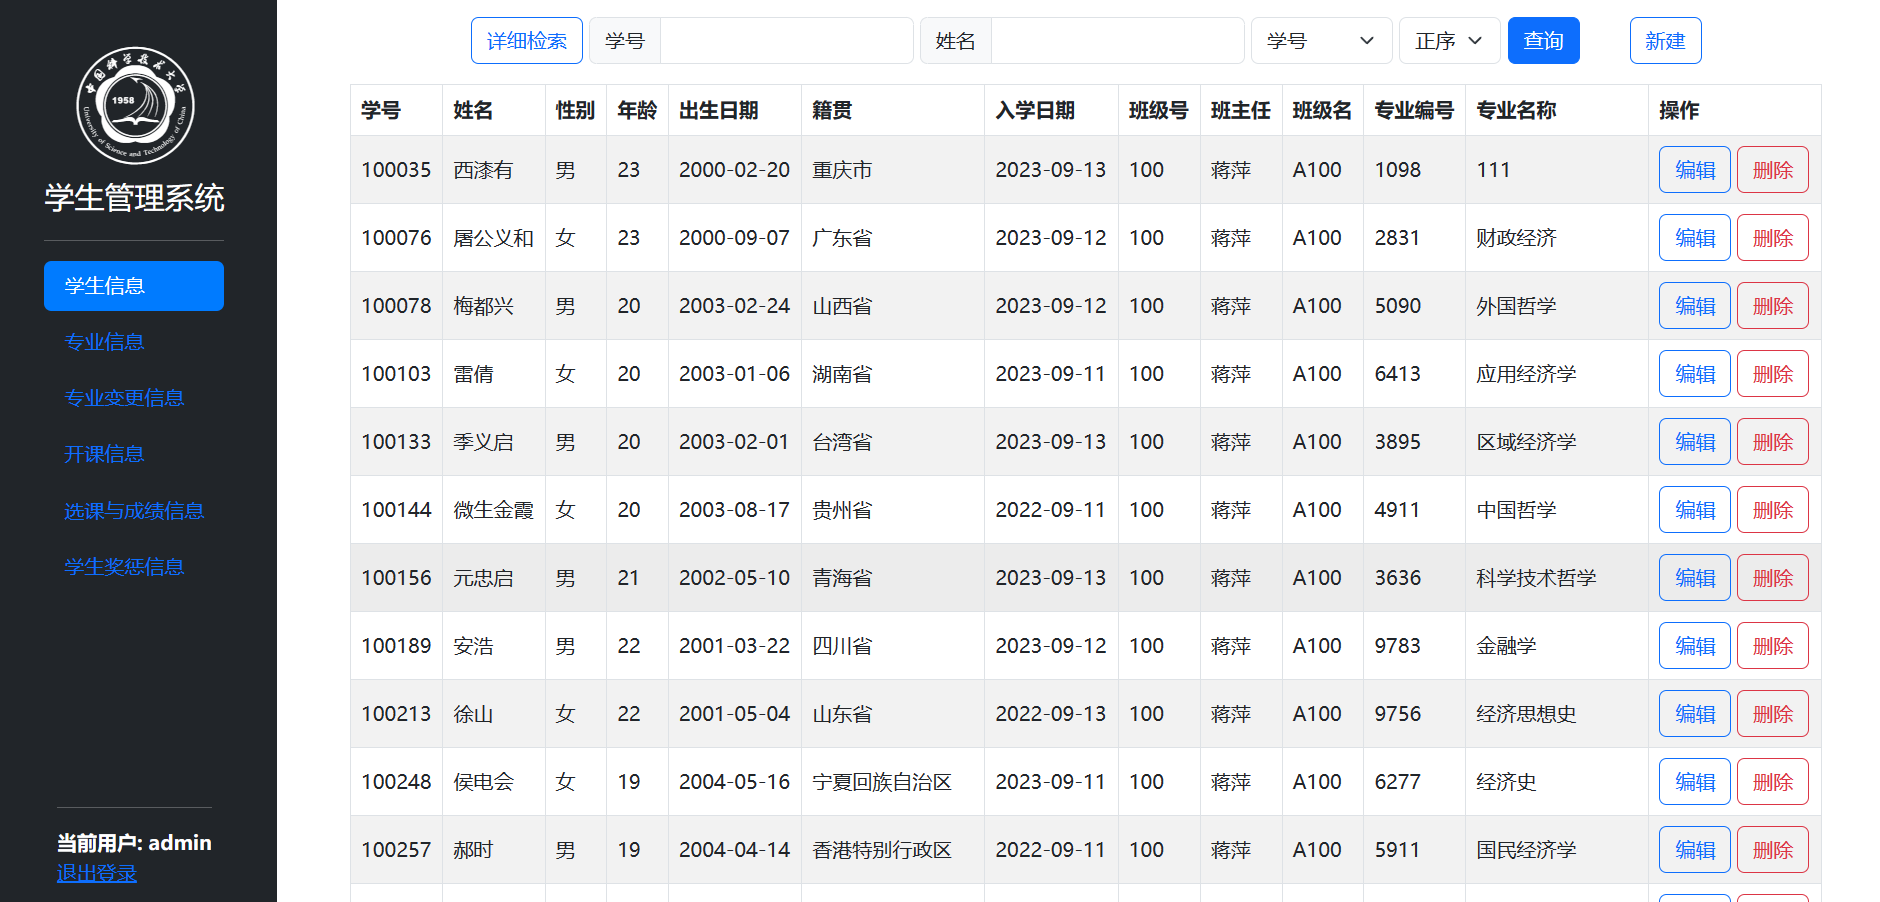 中国科学技术大学
1958
University of Science and Technology of China
学生管理系统
学生信息
专业信息
专业变更信息
开课信息
选课与成绩信息
学生奖惩信息
当前用户: admin
退出登录
详细检索 学号 姓名 学号 正序 查询 新建
学号 姓名 性别 年龄 出生日期 籍贯 入学日期 班级号 班主任 班级名 专业编号 专业名称 操作
100035 西漆有 男 23 2000-02-20 重庆市 2023-09-13 100 蒋萍 A100 1098 111 编辑 删除
100076 屠公义和 女 23 2000-09-07 广东省 2023-09-12 100 蒋萍 A100 2831 财政经济 编辑 删除
100078 梅都兴 男 20 2003-02-24 山西省 2023-09-12 100 蒋萍 A100 5090 外国哲学 编辑 删除
100103 雷倩 女 20 2003-01-06 湖南省 2023-09-11 100 蒋萍 A100 6413 应用经济学 编辑 删除
100133 季义启 男 20 2003-02-01 台湾省 2023-09-13 100 蒋萍 A100 3895 区域经济学 编辑 删除
100144 微生金霞 女 20 2003-08-17 贵州省 2022-09-11 100 蒋萍 A100 4911 中国哲学 编辑 删除
100156 元忠启 男 21 2002-05-10 青海省 2023-09-13 100 蒋萍 A100 3636 科学技术哲学 编辑 删除
100189 安浩 男 22 2001-03-22 四川省 2023-09-12 100 蒋萍 A100 9783 金融学 编辑 删除
100213 徐山 女 22 2001-05-04 山东省 2022-09-13 100 蒋萍 A100 9756 经济思想史 编辑 删除
100248 侯电会 女 19 2004-05-16 宁夏回族自治区 2023-09-11 100 蒋萍 A100 6277 经济史 编辑 删除
100257 郝时 男 19 2004-04-14 香港特别行政区 2022-09-11 100 蒋萍 A100 5911 国民经济学 编辑 删除